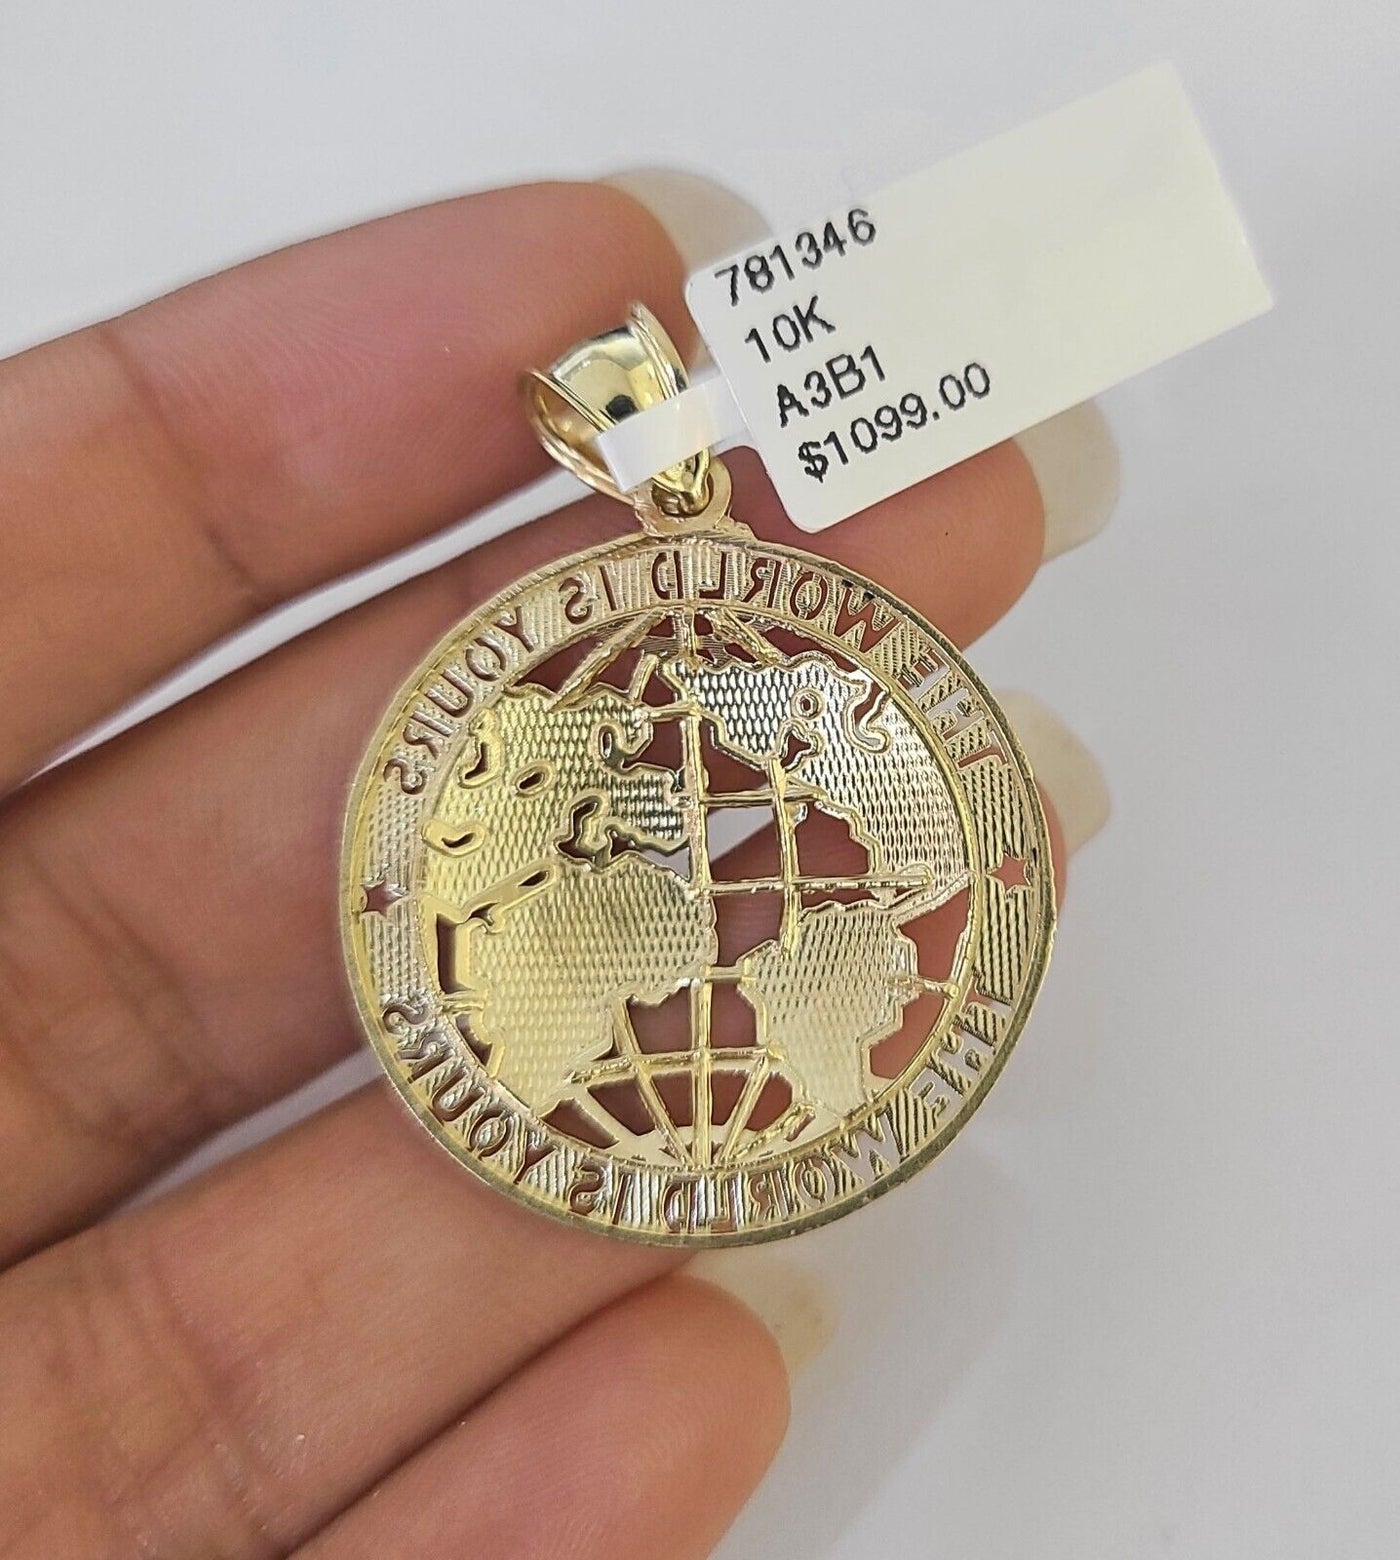 781346
10K
A3B1
$1099.00
THE WORLD IS YOURS
THE WORLD IS YOURS